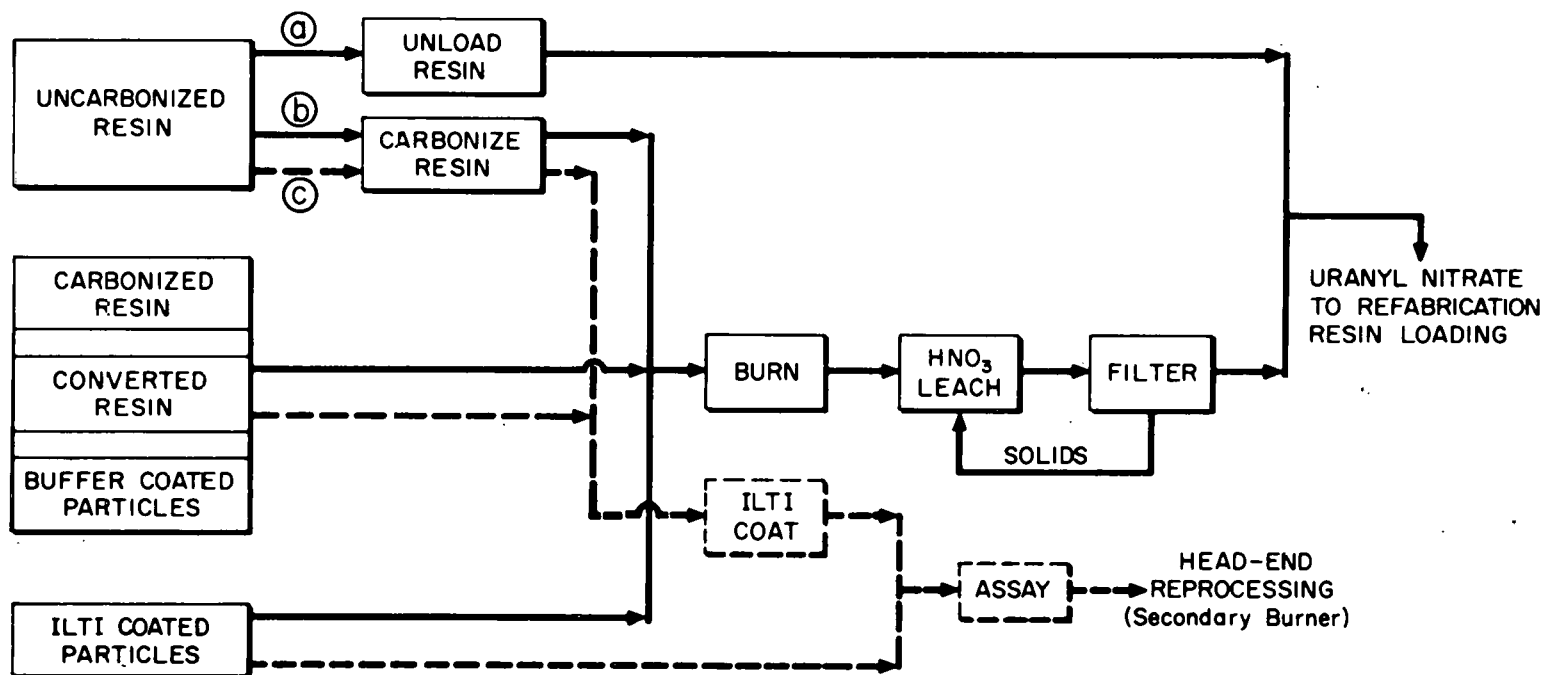 ⓐ
UNLOAD
RESIN
UNCARBONIZED
RESIN
ⓑ
CARBONIZE
RESIN
ⓒ
CARBONIZED
RESIN
CONVERTED
RESIN
BUFFER COATED
PARTICLES
BURN
HNO₃
LEACH
FILTER
SOLIDS
URANYL NITRATE
TO REFABRICATION
RESIN LOADING
ILTI
COAT
ASSAY
HEAD-END
REPROCESSING
(Secondary Burner)
ILTI COATED
PARTICLES